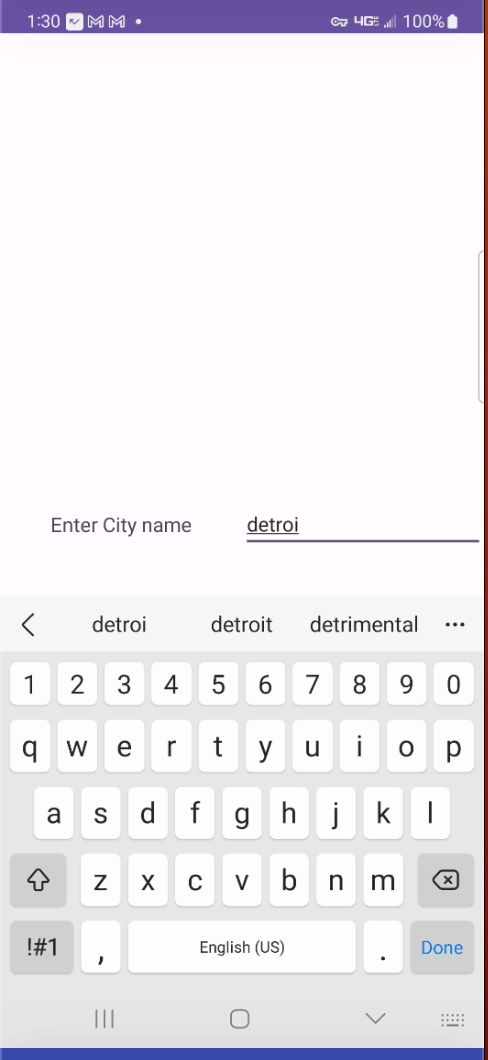 1:30 4GE 100%
Enter City name detroi
detroi detroit detrimental
1 2 3 4 5 6 7 8 9 0
q w e r t y u i o p
a s d f g h j k l
z x c v b n m
!#1 , English (US) . Done